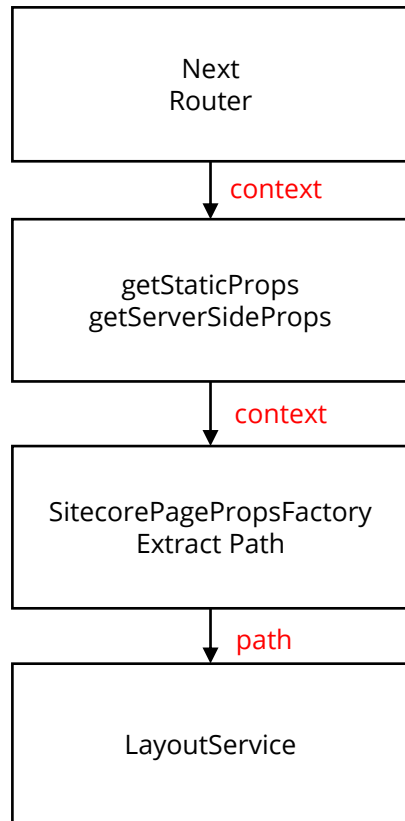 Next
Router
context
getStaticProps
getServerSideProps
context
SitecorePagePropsFactory
Extract Path
path
LayoutService